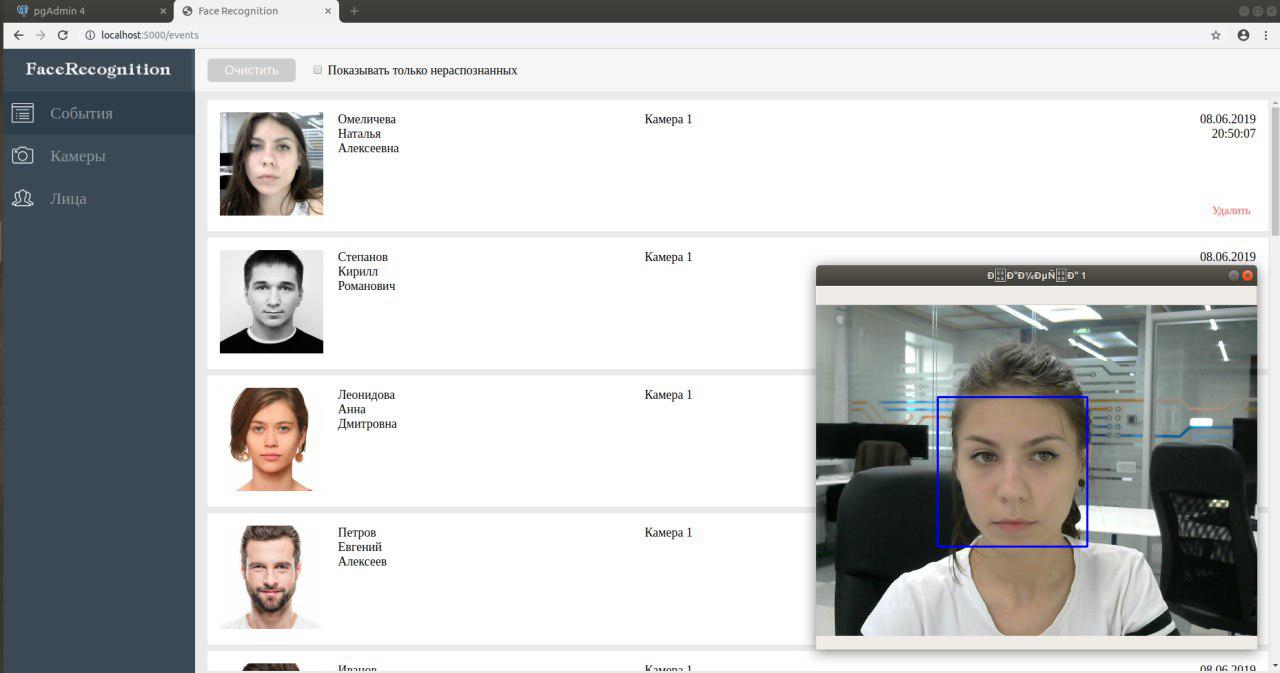 pgAdmin 4
Face Recognition
localhost:5000/events
FaceRecognition
События
Камеры
Лица
Очистить
Показывать только нераспознанных
Омеличева
Наталья
Алексеевна
Камера 1
08.06.2019
20:50:07
Удалить
Степанов
Кирилл
Романович
Камера 1
08.06.2019
Леонидова
Анна
Дмитровна
Камера 1
Петров
Евгений
Алексеев
Камера 1
Иванов
Камера 1
08.06.2019